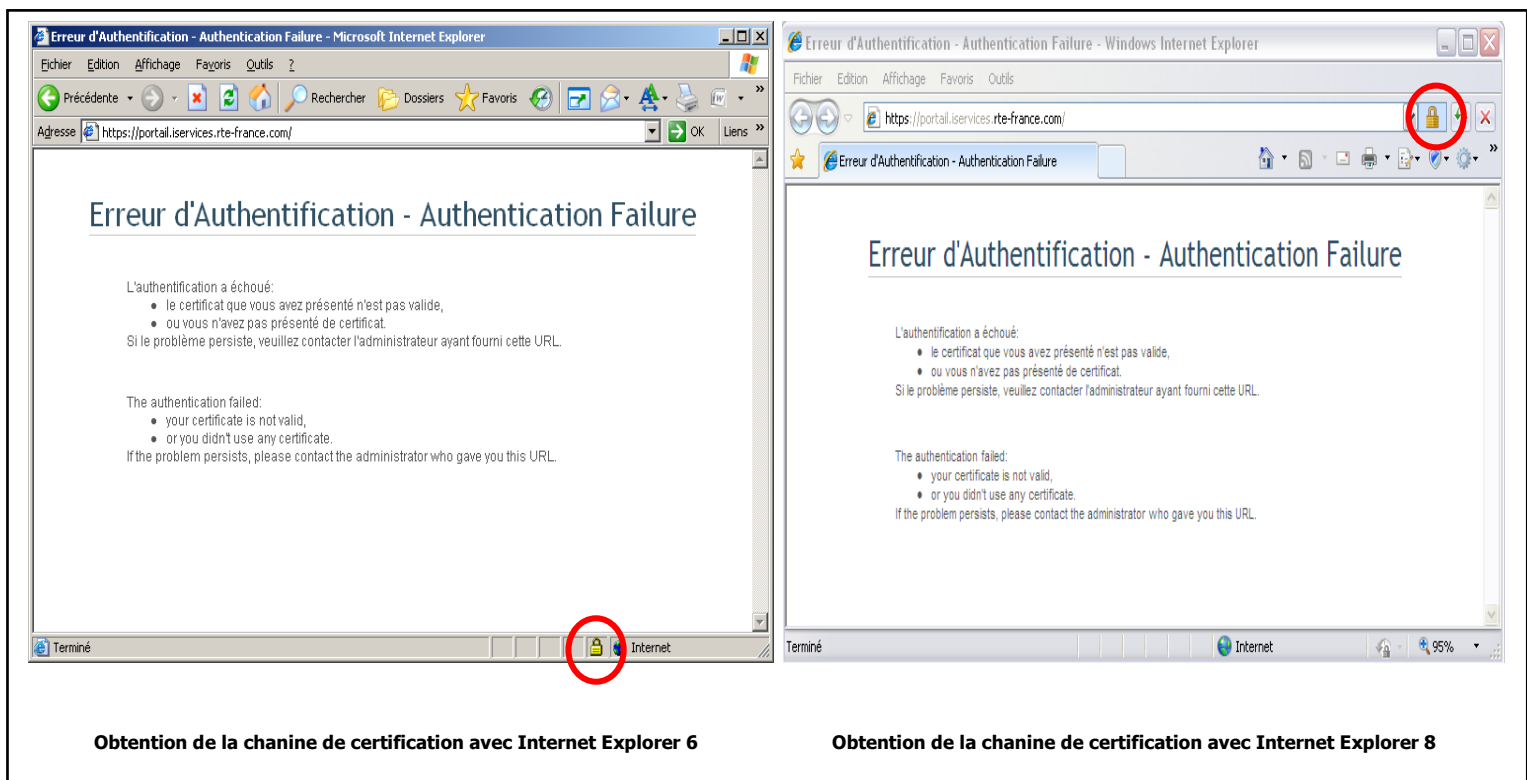 Erreur d'Authentification - Authentication Failure - Microsoft Internet Explorer
Fichier Edition Affichage Favoris Outils ?
Précédente Rechercher Dossiers Favoris »
Adresse https://portail.iservices.rte-france.com/ OK Liens »
Erreur d'Authentification - Authentication Failure
L'authentification a échoué:
• le certificat que vous avez présenté n'est pas valide,
• ou vous n'avez pas présenté de certificat.
Si le problème persiste, veuillez contacter l'administrateur ayant fourni cette URL.
The authentication failed:
• your certificate is not valid,
• or you didn't use any certificate.
If the problem persists, please contact the administrator who gave you this URL.
Terminé Internet
Obtention de la chanine de certification avec Internet Explorer 6
Erreur d'Authentification - Authentication Failure - Windows Internet Explorer
Fichier Edition Affichage Favoris Outils
https://portail.iservices.rte-france.com/
Erreur d'Authentification - Authentication Failure »
Erreur d'Authentification - Authentication Failure
L'authentification a échoué:
• le certificat que vous avez présenté n'est pas valide,
• ou vous n'avez pas présenté de certificat.
Si le problème persiste, veuillez contacter l'administrateur ayant fourni cette URL.
The authentication failed:
• your certificate is not valid,
• or you didn't use any certificate.
If the problem persists, please contact the administrator who gave you this URL.
Terminé Internet 95%
Obtention de la chanine de certification avec Internet Explorer 8